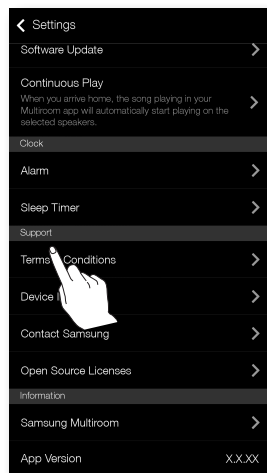 Settings
Software Update
Continuous Play
When you arrive home, the song playing in your
Multiroom app will automatically start playing on the
selected speakers.
Clock
Alarm
Sleep Timer
Support
Terms Conditions
Device
Contact Samsung
Open Source Licenses
Information
Samsung Multiroom
App Version X.X.XX